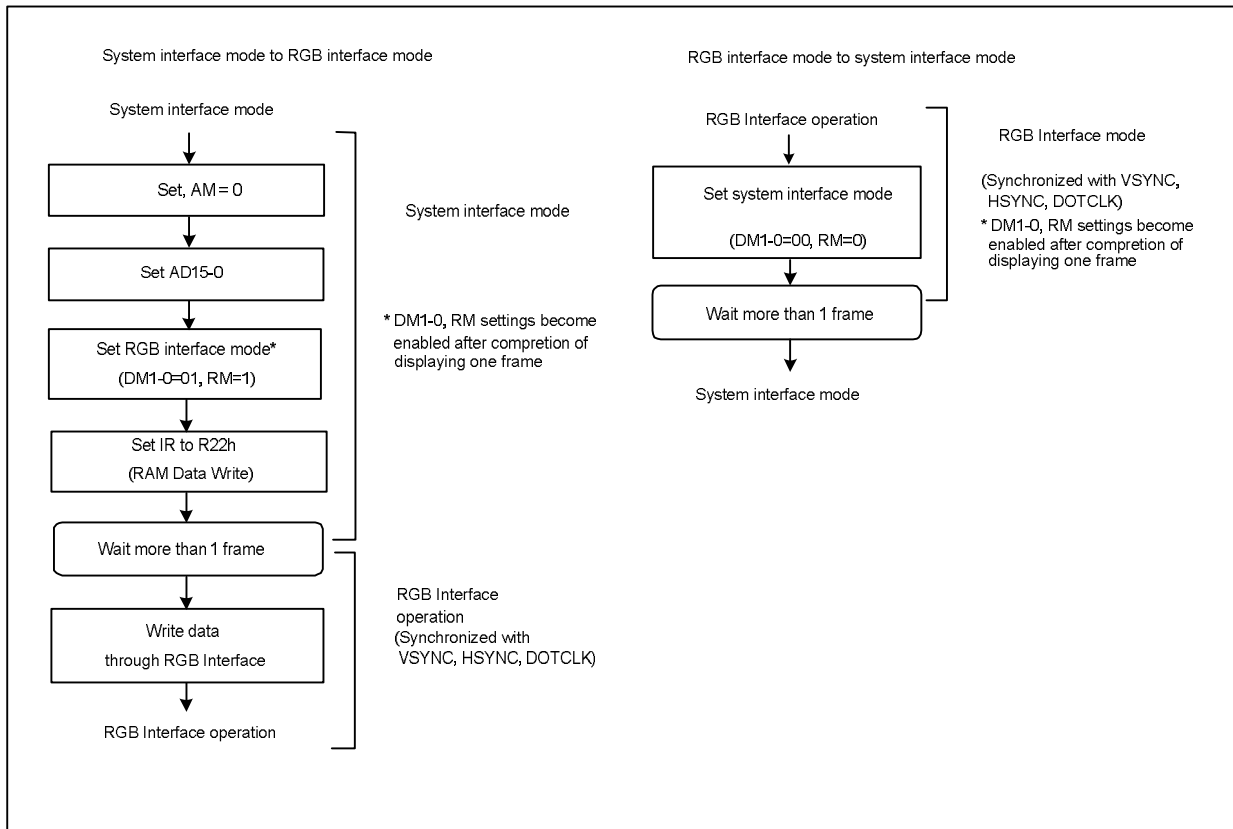 System interface mode to RGB interface mode
System interface mode
Set, AM = 0
Set AD15-0
Set RGB interface mode*
(DM1-0=01, RM=1)
Set IR to R22h
(RAM Data Write)
Wait more than 1 frame
Write data
through RGB Interface
RGB Interface operation
System interface mode
* DM1-0, RM settings become
enabled after compretion of
displaying one frame
RGB Interface
operation
(Synchronized with
VSYNC, HSYNC, DOTCLK)
RGB interface mode to system interface mode
RGB Interface operation
Set system interface mode
(DM1-0=00, RM=0)
Wait more than 1 frame
System interface mode
RGB Interface mode
(Synchronized with VSYNC,
HSYNC, DOTCLK)
* DM1-0, RM settings become
enabled after compretion of
displaying one frame